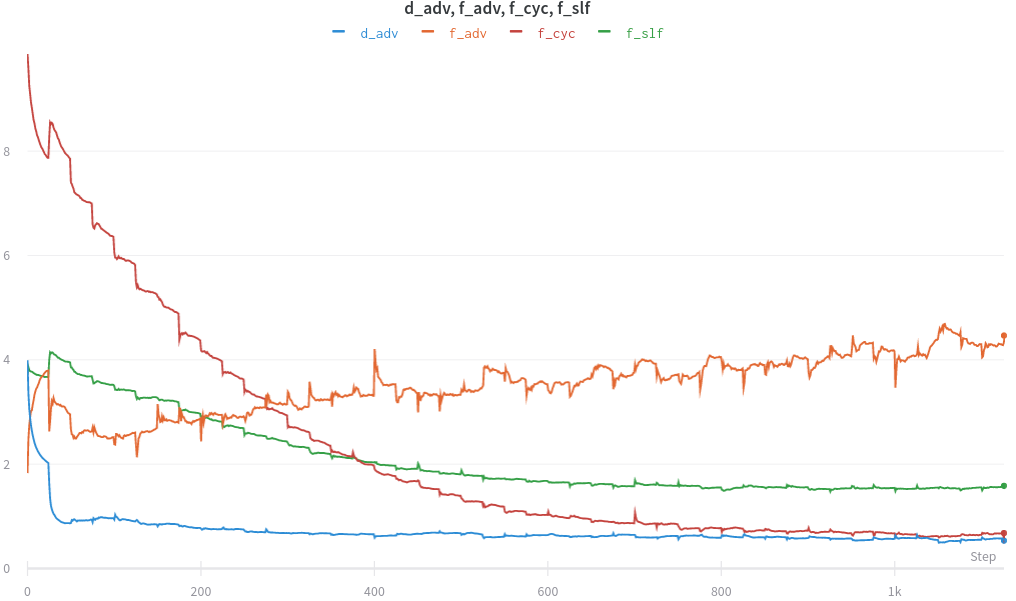 d_adv, f_adv, f_cyc, f_slf
d_adv f_adv f_cyc f_slf
8
6
4
2
0
Step
0 200 400 600 800 1k